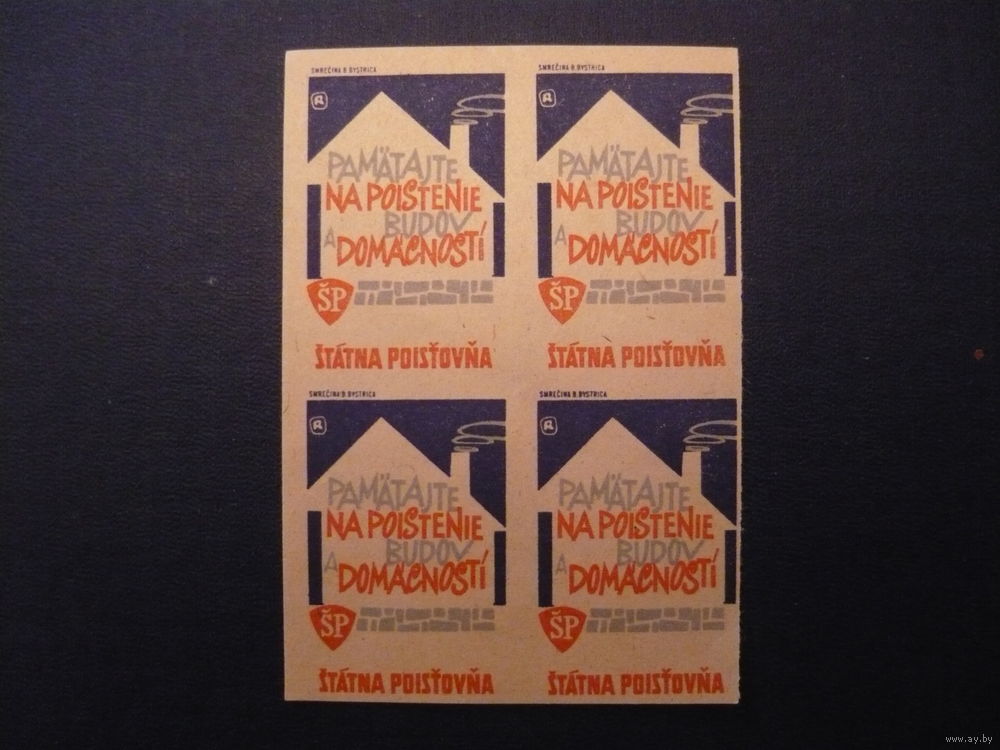 SMREČINA B. BYSTRICA
R
PAMÄTAJTE
NA POISTENIE
BUDOV
A DOMÁCNOSTÍ
ŠP
ŠTÁTNA POISŤOVŇA
SMREČINA B. BYSTRICA
R
PAMÄTAJTE
NA POISTENIE
BUDOV
A DOMÁCNOSTÍ
ŠP
ŠTÁTNA POISŤOVŇA
SMREČINA B. BYSTRICA
R
PAMÄTAJTE
NA POISTENIE
BUDOV
A DOMÁCNOSTÍ
ŠP
ŠTÁTNA POISŤOVŇA
SMREČINA B. BYSTRICA
R
PAMÄTAJTE
NA POISTENIE
BUDOV
A DOMÁCNOSTÍ
ŠP
ŠTÁTNA POISŤOVŇA
www.ay.by